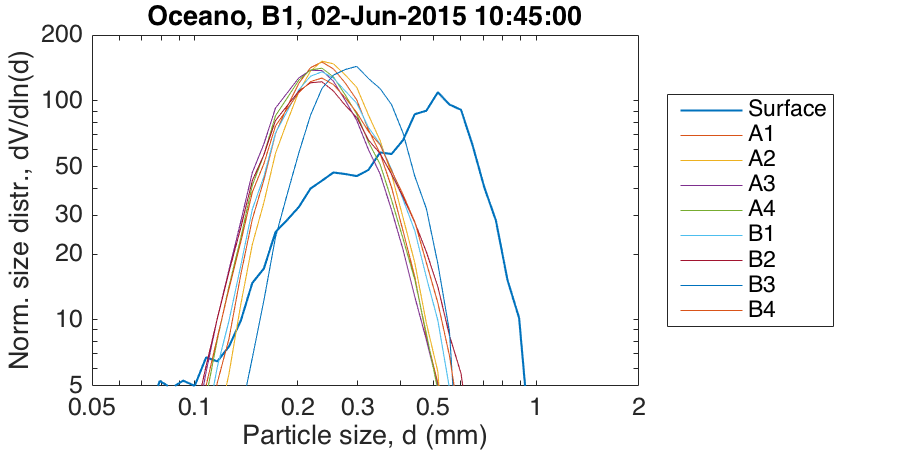 Oceano, B1, 02-Jun-2015 10:45:00
Norm. size distr., dV/dln(d)
200
100
50
30
20
10
5
0.05 0.1 0.2 0.3 0.5 1 2
Particle size, d (mm)
Surface
A1
A2
A3
A4
B1
B2
B3
B4